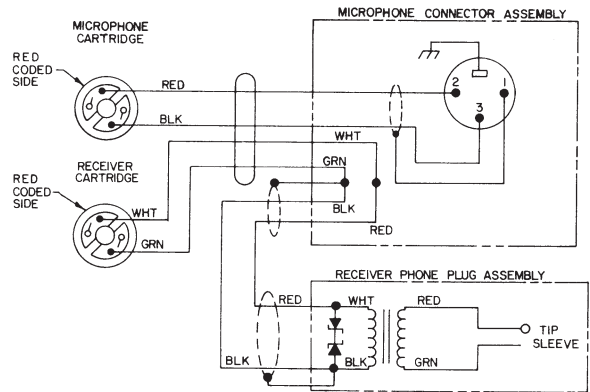 MICROPHONE CONNECTOR ASSEMBLY
MICROPHONE
CARTRIDGE
RED
CODED
SIDE
RED
2
1
3
BLK
WHT
RECEIVER
CARTRIDGE
GRN
RED
CODED
SIDE
WHT
BLK
RED
GRN
RECEIVER PHONE PLUG ASSEMBLY
RED
WHT
RED
TIP
SLEEVE
BLK
BLK
GRN